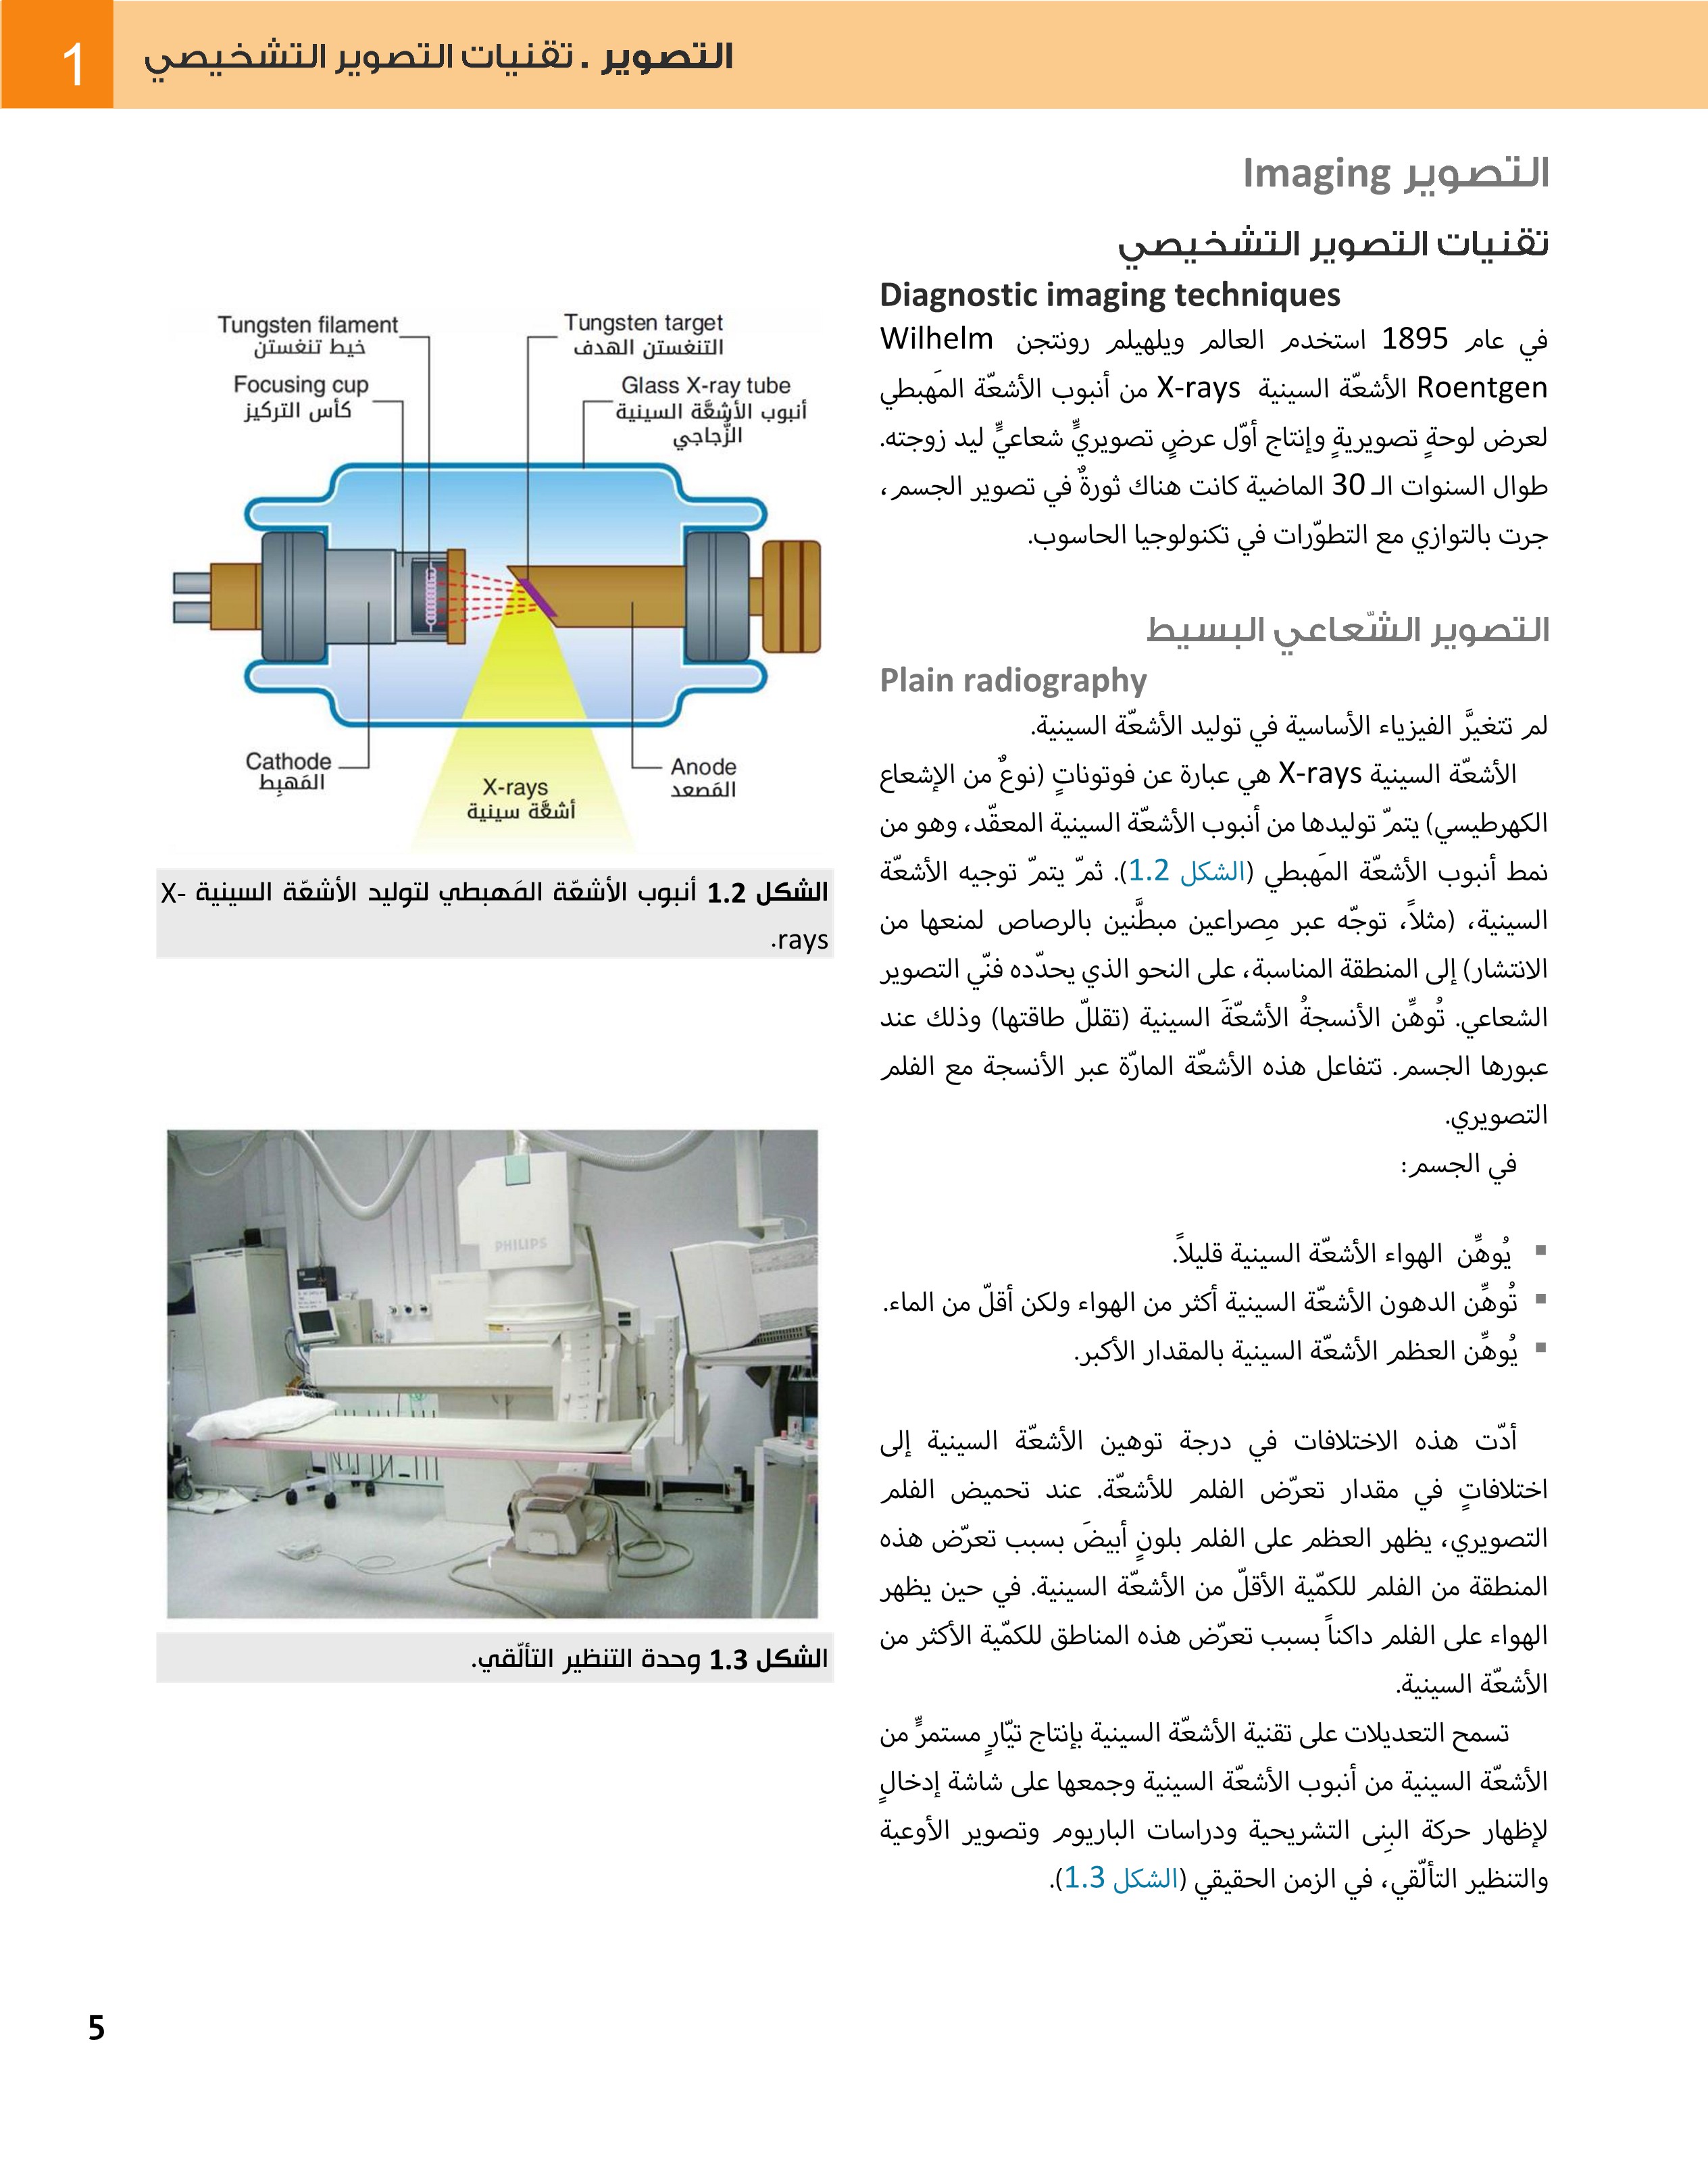 التصوير . تقنيات التصوير التشخيصي
1
التصوير Imaging
تقنيات التصوير التشخيصي
Diagnostic imaging techniques
في عام 1895 استخدم العالم ويلهيلم رونتجن Wilhelm
Roentgen الأشعّة السينية X-rays من أنبوب الأشعّة المَهبطي
لعرض لوحةٍ تصويريةٍ وإنتاج أوّل عرضٍ تصويريٍّ شعاعيٍّ ليد زوجته.
طوال السنوات الـ 30 الماضية كانت هناك ثورةٌ في تصوير الجسم،
جرت بالتوازي مع التطوّرات في تكنولوجيا الحاسوب.
التصوير الشّعاعي البسيط
Plain radiography
لم تتغيَّر الفيزياء الأساسية في توليد الأشعّة السينية.
الأشعّة السينية X-rays هي عبارة عن فوتوناتٍ (نوعٌ من الإشعاع
الكهرطيسي) يتمّ توليدها من أنبوب الأشعّة السينية المعقّد، وهو من
نمط أنبوب الأشعّة المَهبطي (الشكل 1.2). ثمّ يتمّ توجيه الأشعّة
السينية، (مثلاً، توجّه عبر مِصراعين مبطَّنين بالرصاص لمنعها من
الانتشار) إلى المنطقة المناسبة، على النحو الذي يحدّده فنّي التصوير
الشعاعي. تُوهِّن الأنسجةُ الأشعّةَ السينية (تقللّ طاقتها) وذلك عند
عبورها الجسم. تتفاعل هذه الأشعّة المارّة عبر الأنسجة مع الفلم
التصويري.
في الجسم:
▪ يُوهِّن الهواء الأشعّة السينية قليلاً.
▪ تُوهِّن الدهون الأشعّة السينية أكثر من الهواء ولكن أقلّ من الماء.
▪ يُوهِّن العظم الأشعّة السينية بالمقدار الأكبر.
أدّت هذه الاختلافات في درجة توهين الأشعّة السينية إلى
اختلافاتٍ في مقدار تعرّض الفلم للأشعّة. عند تحميض الفلم
التصويري، يظهر العظم على الفلم بلونٍ أبيضَ بسبب تعرّض هذه
المنطقة من الفلم للكمّية الأقلّ من الأشعّة السينية. في حين يظهر
الهواء على الفلم داكناً بسبب تعرّض هذه المناطق للكمّية الأكثر من
الأشعّة السينية.
تسمح التعديلات على تقنية الأشعّة السينية بإنتاج تيّارٍ مستمرٍّ من
الأشعّة السينية من أنبوب الأشعّة السينية وجمعها على شاشة إدخالٍ
لإظهار حركة البِنى التشريحية ودراسات الباريوم وتصوير الأوعية
والتنظير التألّقي، في الزمن الحقيقي (الشكل 1.3).
Tungsten filament
خيط تنغستن
Tungsten target
التنغستن الهدف
Focusing cup
كأس التركيز
Glass X-ray tube
أنبوب الأشعَّة السينية
الزُّجاجي
Cathode
المَهبِط
X-rays
أشعَّة سينية
Anode
المَصعد
الشكل 1.2 أنبوب الأشعّة المَهبطي لتوليد الأشعّة السينية X-
rays.
PHILIPS
الشكل 1.3 وحدة التنظير التألّقي.
5